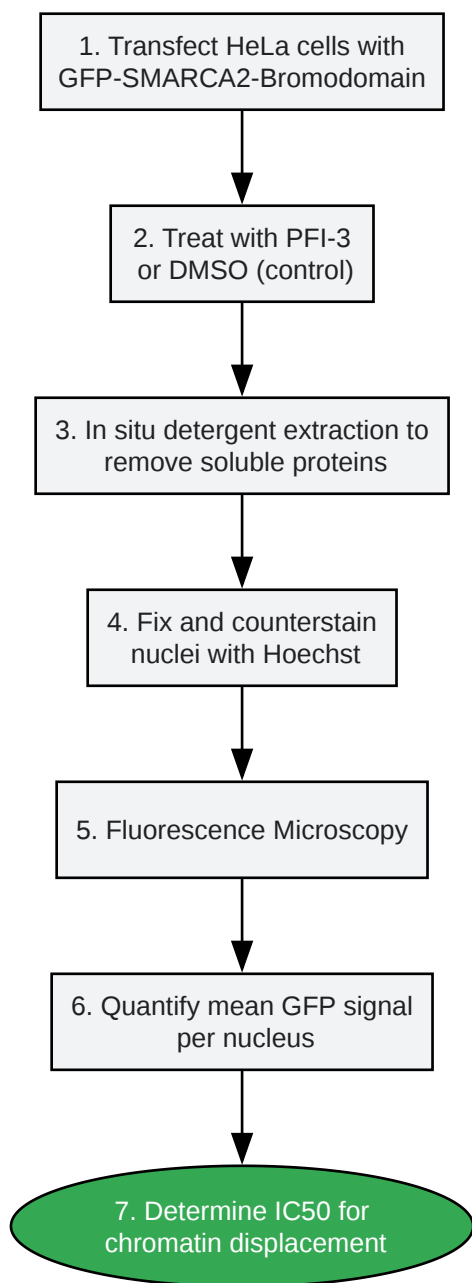 1. Transfect HeLa cells with
GFP-SMARCA2-Bromodomain
2. Treat with PFI-3
or DMSO (control)
3. In situ detergent extraction to
remove soluble proteins
4. Fix and counterstain
nuclei with Hoechst
5. Fluorescence Microscopy
6. Quantify mean GFP signal
per nucleus
7. Determine IC50 for
chromatin displacement